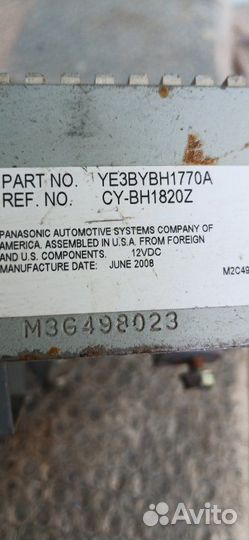 PART NO. YE3BYBH1770A
REF. NO. CY-BH1820Z
PANASONIC AUTOMOTIVE SYSTEMS COMPANY OF
AMERICA. ASSEMBLED IN U.S.A. FROM FOREIGN
AND U.S. COMPONENTS. 12VDC
MANUFACTURE DATE: JUNE 2008 M2C49
M3G498023
Avito